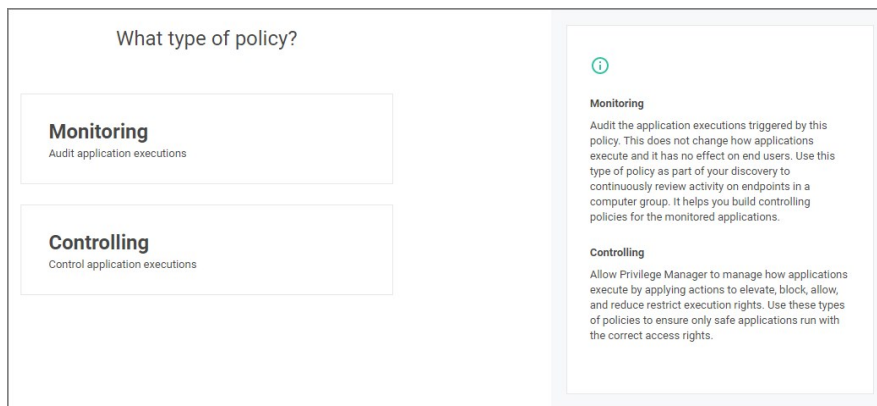 What type of policy?
Monitoring
Audit application executions
Controlling
Control application executions
Monitoring
Audit the application executions triggered by this
policy. This does not change how applications
execute and it has no effect on end users. Use this
type of policy as part of your discovery to
continuously review activity on endpoints in a
computer group. It helps you build controlling
policies for the monitored applications.
Controlling
Allow Privilege Manager to manage how applications
execute by applying actions to elevate, block, allow,
and reduce restrict execution rights. Use these types
of policies to ensure only safe applications run with
the correct access rights.